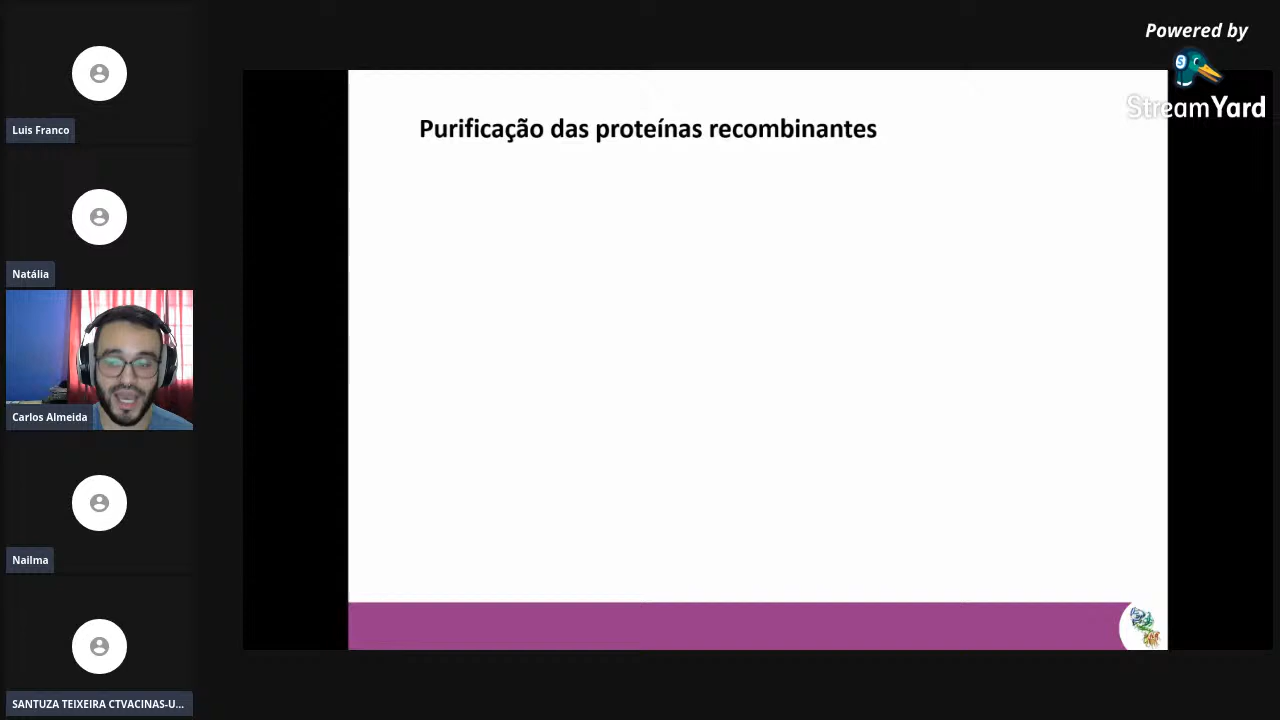 Powered by
StreamYard
Luis Franco
Purificação das proteínas recombinantes
Natália
Carlos Almeida
Nailma
SANTUZA TEIXEIRA CTVACINAS-U...